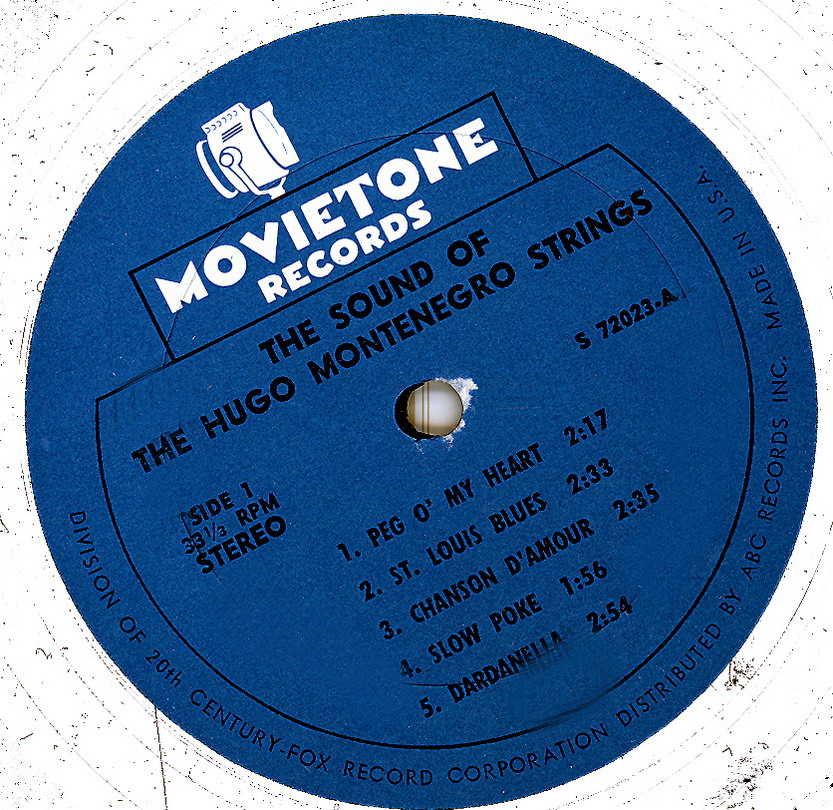 MOVIETONE
RECORDS
THE SOUND OF
THE HUGO MONTENEGRO STRINGS
S 72023-A
SIDE 1
33⅓ RPM
STEREO
1. PEG O' MY HEART 2:17
2. ST. LOUIS BLUES 2:33
3. CHANSON D'AMOUR 2:35
4. SLOW POKE 1:56
5. DARDANELLA 2:54
DIVISION OF 20th CENTURY-FOX RECORD CORPORATION DISTRIBUTED BY ABC RECORDS INC. MADE IN U.S.A.